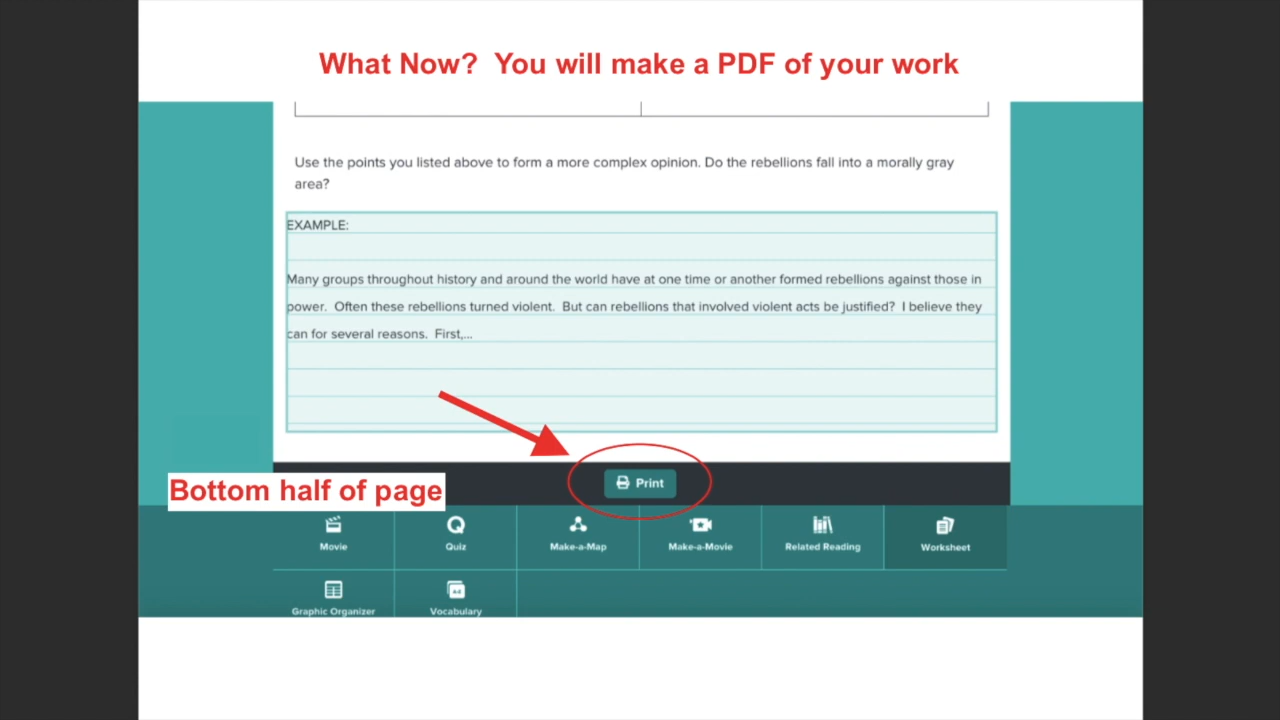 What Now?  You will make a PDF of your work
Use the points you listed above to form a more complex opinion. Do the rebellions fall into a morally gray
area?
EXAMPLE:
Many groups throughout history and around the world have at one time or another formed rebellions against those in
power.  Often these rebellions turned violent.  But can rebellions that involved violent acts be justified?  I believe they
can for several reasons.  First,...
Print
Bottom half of page
Movie
Quiz
Make-a-Map
Make-a-Movie
Related Reading
Worksheet
Graphic Organizer
Vocabulary